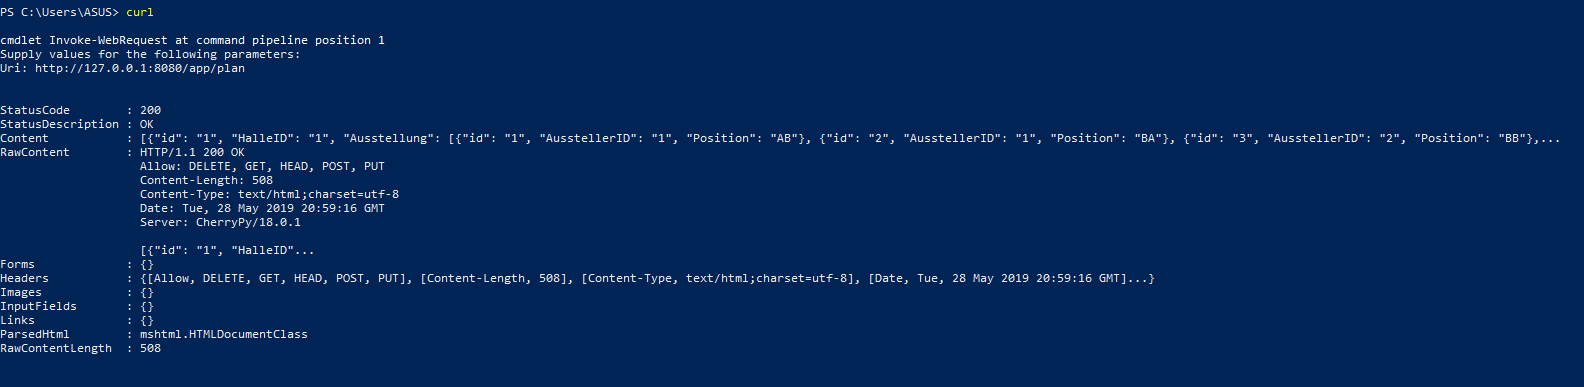 PS C:\Users\ASUS> curl
cmdlet Invoke-WebRequest at command pipeline position 1
Supply values for the following parameters:
Uri: http://127.0.0.1:8080/app/plan
StatusCode        : 200
StatusDescription : OK
Content           : [{"id": "1", "HalleID": "1", "Ausstellung": [{"id": "1", "AusstellerID": "1", "Position": "AB"}, {"id": "2", "AusstellerID": "1", "Position": "BA"}, {"id": "3", "AusstellerID": "2", "Position": "BB"},...
RawContent        : HTTP/1.1 200 OK
                    Allow: DELETE, GET, HEAD, POST, PUT
                    Content-Length: 508
                    Content-Type: text/html;charset=utf-8
                    Date: Tue, 28 May 2019 20:59:16 GMT
                    Server: CherryPy/18.0.1
                    [{"id": "1", "HalleID"...
Forms             : {}
Headers           : {[Allow, DELETE, GET, HEAD, POST, PUT], [Content-Length, 508], [Content-Type, text/html;charset=utf-8], [Date, Tue, 28 May 2019 20:59:16 GMT]...}
Images            : {}
InputFields       : {}
Links             : {}
ParsedHtml        : mshtml.HTMLDocumentClass
RawContentLength  : 508